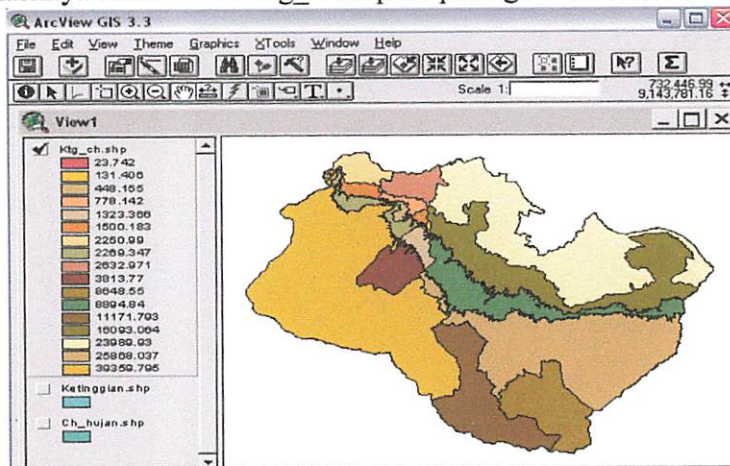 ArcView GIS 3.3
File Edit View Theme Graphics XTools Window Help
Scale 1:
732,446.99
9,143,781.16
View1
Ktg_ch.shp
23.742
131.406
448.155
778.142
1323.366
1500.183
2250.99
2269.347
2632.971
3813.77
8648.55
8894.84
11171.793
16093.064
23989.93
25868.037
39359.795
Ketinggian.shp
Ch_hujan.shp